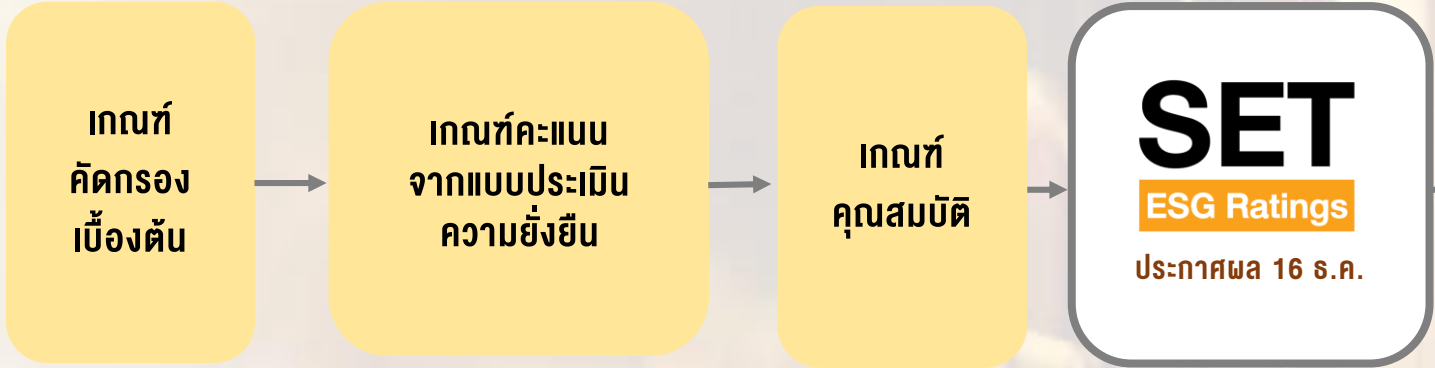 เกณฑ์
คัดกรอง
เบื้องต้น
เกณฑ์คะแนน
จากแบบประเมิน
ความยั่งยืน
เกณฑ์
คุณสมบัติ
SET
ESG Ratings
ประกาศผล 16 ธ.ค.